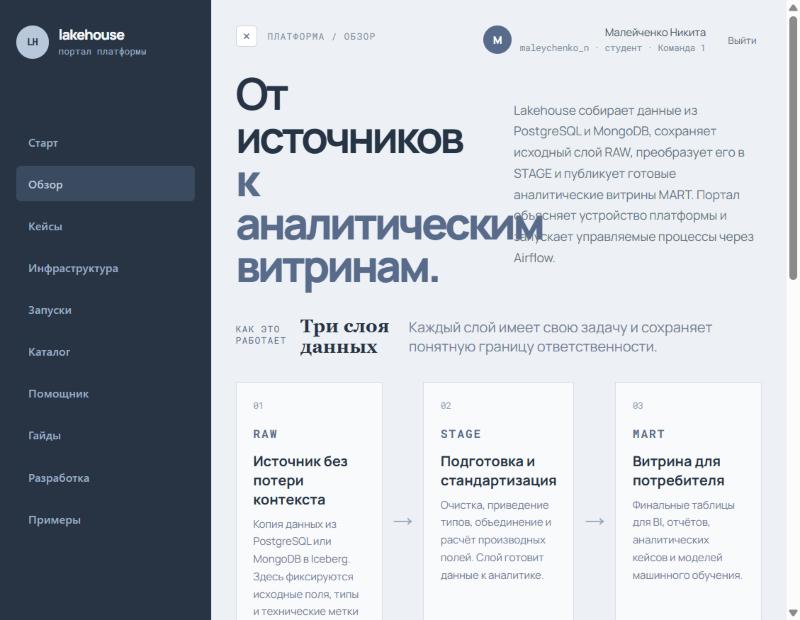 LH
lakehouse
портал платформы
Старт
Обзор
Кейсы
Инфраструктура
Запуски
Каталог
Помощник
Гайды
Разработка
Примеры
×
ПЛАТФОРМА / ОБЗОР
М
Малейченко Никита
maleychenko_n · студент · Команда 1
Выйти
От
источников
к
аналитическим
витринам.
Lakehouse собирает данные из
PostgreSQL и MongoDB, сохраняет
исходный слой RAW, преобразует его в
STAGE и публикует готовые
аналитические витрины MART. Портал
объясняет устройство платформы и
запускает управляемые процессы через
Airflow.
КАК ЭТО
РАБОТАЕТ
Три слоя
данных
Каждый слой имеет свою задачу и сохраняет
понятную границу ответственности.
01
RAW
Источник без
потери
контекста
Копия данных из
PostgreSQL или
MongoDB в Iceberg.
Здесь фиксируются
исходные поля, типы
и технические метки
→
02
STAGE
Подготовка и
стандартизация
Очистка, приведение
типов, объединение и
расчёт производных
полей. Слой готовит
данные к аналитике.
→
03
MART
Витрина для
потребителя
Финальные таблицы
для BI, отчётов,
аналитических
кейсов и моделей
машинного обучения.